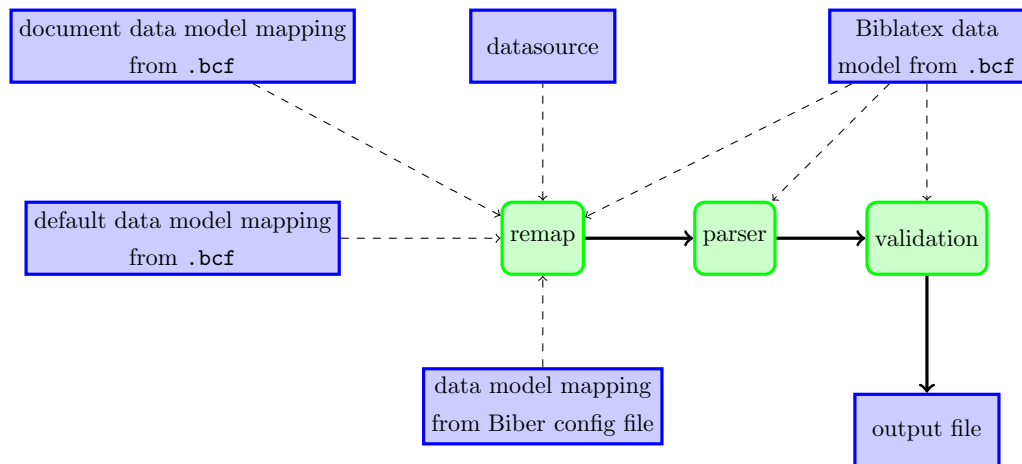 document data model mapping
from .bcf
datasource
Biblatex data
model from .bcf
default data model mapping
from .bcf
remap
parser
validation
data model mapping
from Biber config file
output file